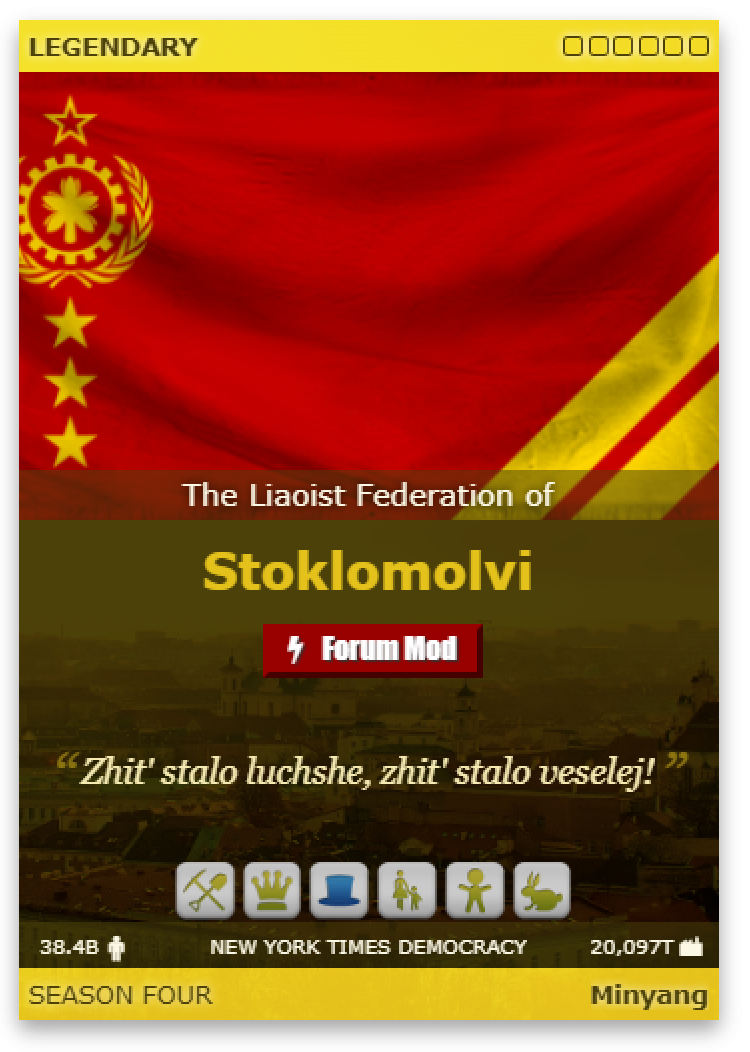 LEGENDARY
The Liaoist Federation of
Stoklomolvi
Forum Mod
“ Zhit' stalo luchshe, zhit' stalo veselej! ”
38.4B NEW YORK TIMES DEMOCRACY 20,097T
SEASON FOUR Minyang